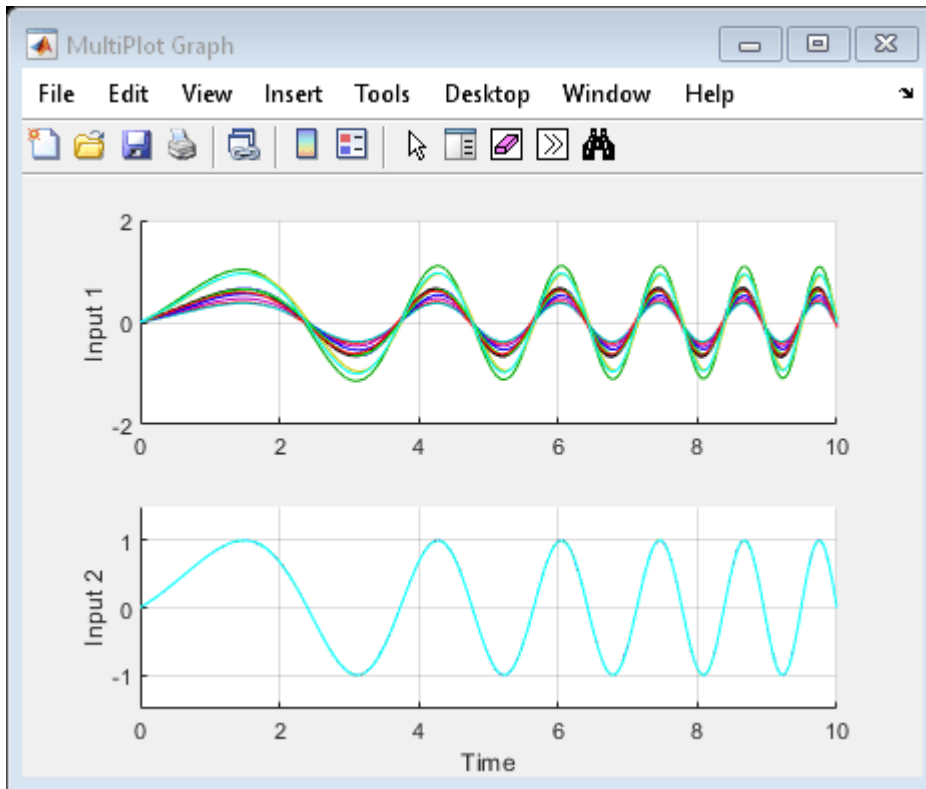 MultiPlot Graph
File Edit View Insert Tools Desktop Window Help
2
0
-2
Input 1
0 2 4 6 8 10
1
0
-1
Input 2
0 2 4 6 8 10
Time